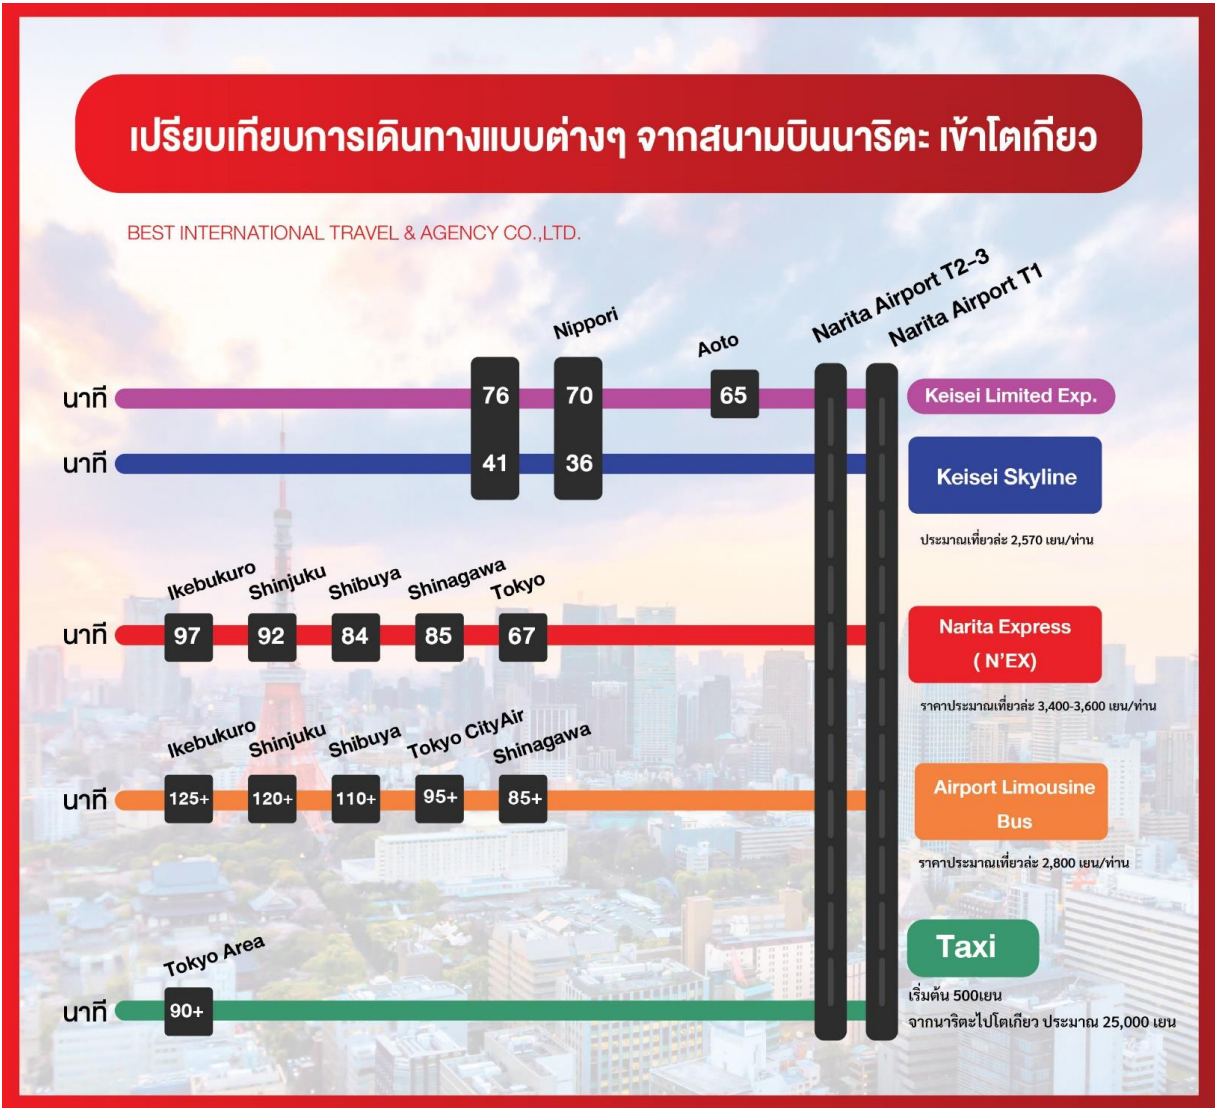 เปรียบเทียบการเดินทางแบบต่างๆ จากสนามบินนาริตะ เข้าโตเกียว
BEST INTERNATIONAL TRAVEL & AGENCY CO.,LTD.
Narita Airport T2-3
Narita Airport T1
Nippori
Aoto
นาที 76 70 65 Keisei Limited Exp.
นาที 41 36 Keisei Skyline
ประมาณเที่ยวล่ะ 2,570 เยน/ท่าน
Ikebukuro Shinjuku Shibuya Shinagawa Tokyo
นาที 97 92 84 85 67 Narita Express
( N'EX)
ราคาประมาณเที่ยวล่ะ 3,400-3,600 เยน/ท่าน
Ikebukuro Shinjuku Shibuya Tokyo CityAir Shinagawa
นาที 125+ 120+ 110+ 95+ 85+ Airport Limousine
Bus
ราคาประมาณเที่ยวล่ะ 2,800 เยน/ท่าน
Tokyo Area
Taxi
นาที 90+ เริ่มต้น 500เยน
จากนาริตะไปโตเกียว ประมาณ 25,000 เยน